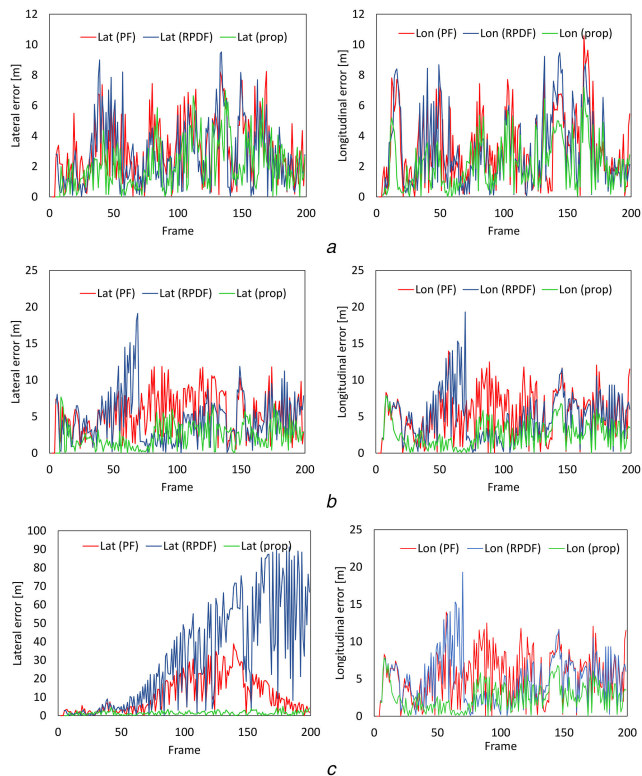 12
10
8
6
4
2
0
Lateral error [m]
Lat (PF) Lat (RPDF) Lat (prop)
0 50 100 150 200
Frame
12
10
8
6
4
2
0
Longitudinal error [m]
Lon (PF) Lon (RPDF) Lon (prop)
0 50 100 150 200
Frame
a
25
20
15
10
5
0
Lateral error [m]
Lat (PF) Lat (RPDF) Lat (prop)
0 50 100 150 200
Frame
25
20
15
10
5
0
Longitudinal error [m]
Lon (PF) Lon (RPDF) Lon (prop)
0 50 100 150 200
Frame
b
100
90
80
70
60
50
40
30
20
10
0
Lateral error [m]
Lat (PF) Lat (RPDF) Lat (prop)
0 50 100 150 200
Frame
25
20
15
10
5
0
Longitudinal error [m]
Lon (PF) Lon (RPDF) Lon (prop)
0 50 100 150 200
Frame
c